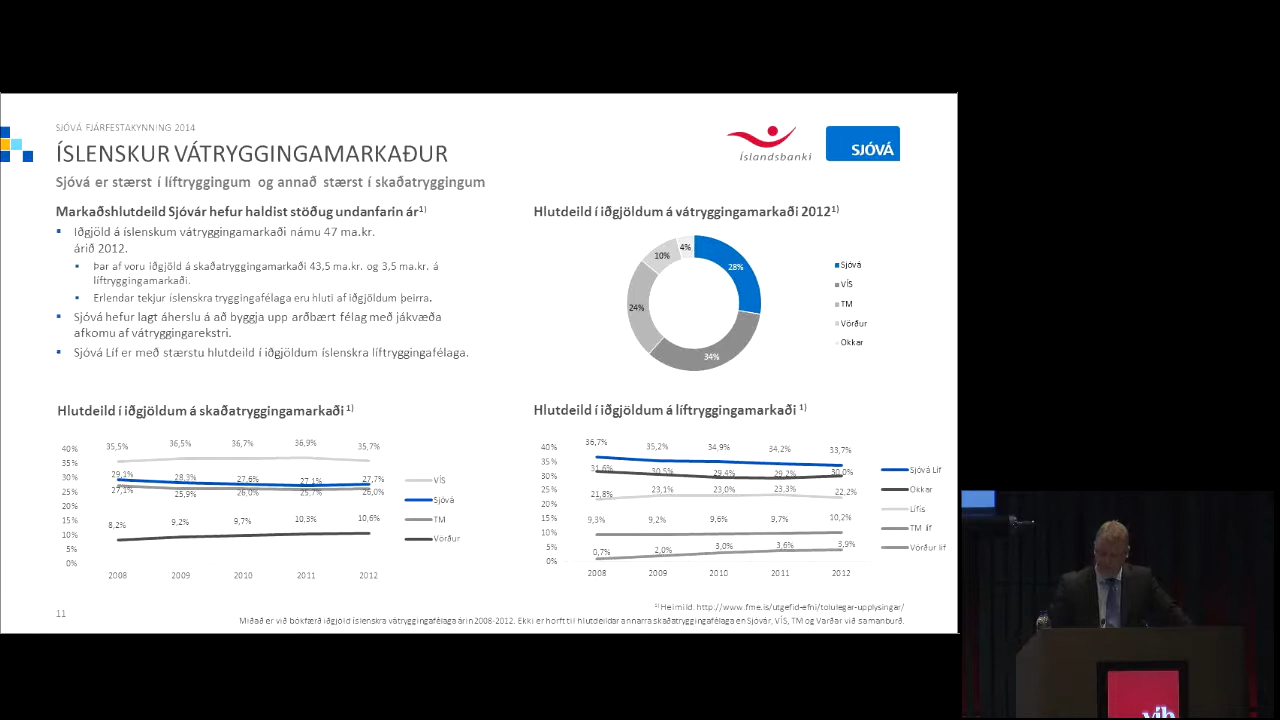 SJÓVÁ FJÁRFESTAKYNNING 2014
ÍSLENSKUR VÁTRYGGINGAMARKAÐUR
Íslandsbanki
SJÓVÁ
Sjóvá er stærst í líftryggingum og annað stærst í skaðatryggingum
Markaðshlutdeild Sjóvár hefur haldist stöðug undanfarin ár1)
Iðgjöld á íslenskum vátryggingamarkaði námu 47 ma.kr.
árið 2012.
Þar af voru iðgjöld á skaðatryggingamarkaði 43,5 ma.kr. og 3,5 ma.kr. á
líftryggingamarkaði.
Erlendar tekjur íslenskra tryggingafélaga eru hluti af iðgjöldum þeirra.
Sjóvá hefur lagt áherslu á að byggja upp arðbært félag með jákvæða
afkomu af vátryggingarekstri.
Sjóvá Líf er með stærstu hlutdeild í iðgjöldum íslenskra líftryggingafélaga.
Hlutdeild í iðgjöldum á vátryggingamarkaði 20121)
4%
10%
28%
24%
34%
Sjóvá
VÍS
TM
Vörður
Okkar
Hlutdeild í iðgjöldum á skaðatryggingamarkaði 1)
40%
35%
30%
25%
20%
15%
10%
5%
0%
35,5% 36,5% 36,7% 36,9% 35,7%
29,1% 28,3% 27,6% 27,1% 27,7%
27,1% 25,9% 26,0% 25,7% 26,0%
8,2% 9,2% 9,7% 10,3% 10,6%
2008 2009 2010 2011 2012
VÍS
Sjóvá
TM
Vörður
Hlutdeild í iðgjöldum á líftryggingamarkaði 1)
40%
35%
30%
25%
20%
15%
10%
5%
0%
36,7% 35,2% 34,9% 34,2% 33,7%
31,6% 30,5% 29,4% 29,2% 30,0%
21,8% 23,1% 23,0% 23,3% 22,2%
9,3% 9,2% 9,6% 9,7% 10,2%
0,7% 2,0% 3,0% 3,6% 3,9%
2008 2009 2010 2011 2012
Sjóvá Líf
Okkar
Lífís
TM líf
Vörður líf
11
1) Heimild. http://www.fme.is/utgefid-efni/tolulegar-upplysingar/
Miðað er við bókfærð iðgjöld íslenskra vátryggingafélaga árin 2008-2012. Ekki er horft til hlutdeildar annarra skaðatryggingafélaga en Sjóvár, VÍS, TM og Varðar við samanburð.
vib